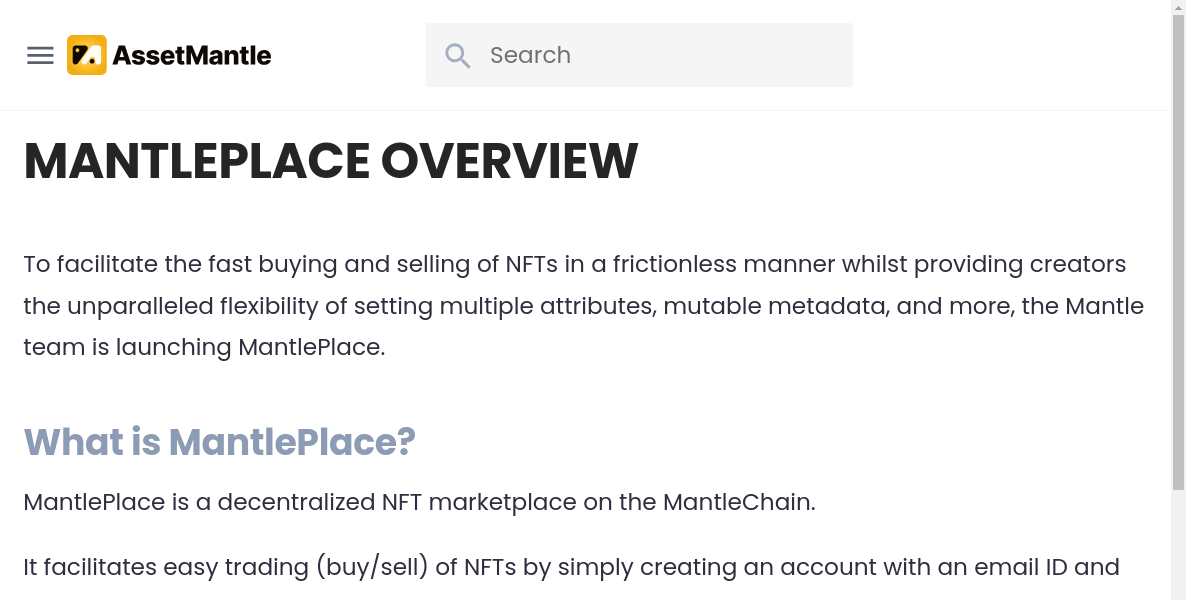 AssetMantle
Search
MANTLEPLACE OVERVIEW
To facilitate the fast buying and selling of NFTs in a frictionless manner whilst providing creators
the unparalleled flexibility of setting multiple attributes, mutable metadata, and more, the Mantle
team is launching MantlePlace.
What is MantlePlace?
MantlePlace is a decentralized NFT marketplace on the MantleChain.
It facilitates easy trading (buy/sell) of NFTs by simply creating an account with an email ID and